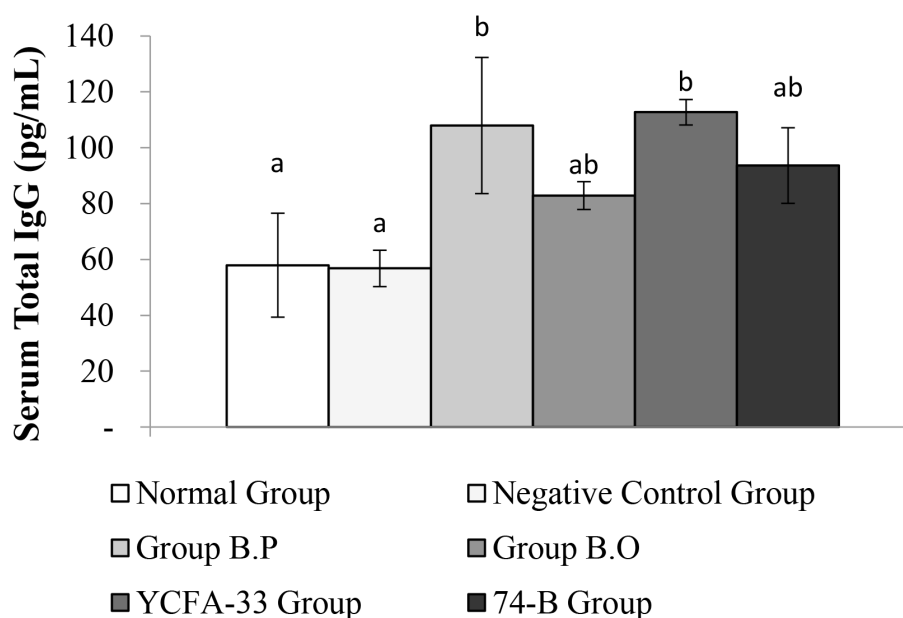 Serum Total IgG (pg/mL)
140
120
100
80
60
40
20
-
a
a
b
ab
b
ab
Normal Group
Negative Control Group
Group B.P
Group B.O
YCFA-33 Group
74-B Group